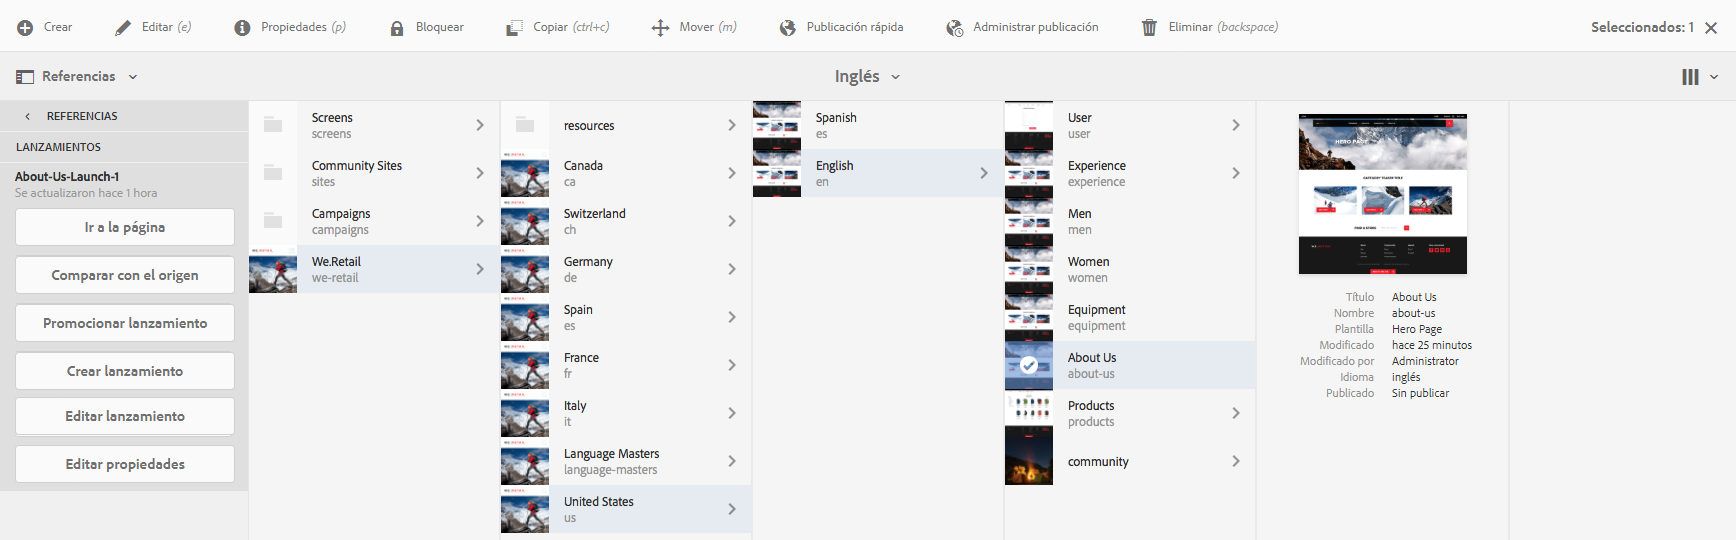 Crear
Editar (e)
Propiedades (p)
Bloquear
Copiar (ctrl+c)
Mover (m)
Publicación rápida
Administrar publicación
Eliminar (backspace)
Seleccionados: 1
Referencias
Inglés
REFERENCIAS
LANZAMIENTOS
About-Us-Launch-1
Se actualizaron hace 1 hora
Ir a la página
Comparar con el origen
Promocionar lanzamiento
Crear lanzamiento
Editar lanzamiento
Editar propiedades
Screens
screens
Community Sites
sites
Campaigns
campaigns
We.Retail
we-retail
resources
Canada
ca
Switzerland
ch
Germany
de
Spain
es
France
fr
Italy
it
Language Masters
language-masters
United States
us
Spanish
es
English
en
User
user
Experience
experience
Men
men
Women
women
Equipment
equipment
About Us
about-us
Products
products
community
HERO PAGE
Título About Us
Nombre about-us
Plantilla Hero Page
Modificado hace 25 minutos
Modificado por Administrator
Idioma inglés
Publicado Sin publicar